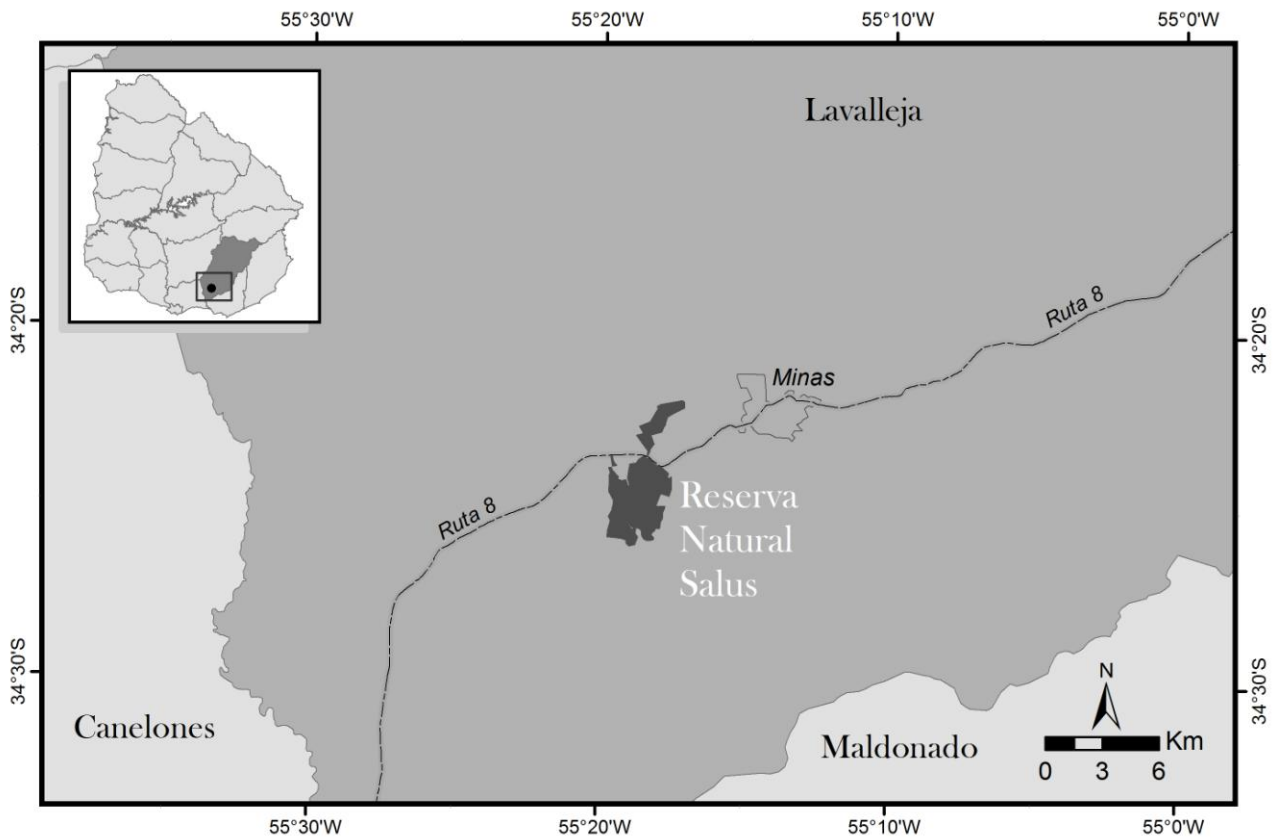 55°30'W
55°20'W
55°10'W
55°0'W
Lavalleja
34°20'S
34°20'S
Ruta 8
Minas
Ruta 8
Reserva
Natural
Salus
34°30'S
34°30'S
Canelones
Maldonado
N
Km
0 3 6
55°30'W
55°20'W
55°10'W
55°0'W